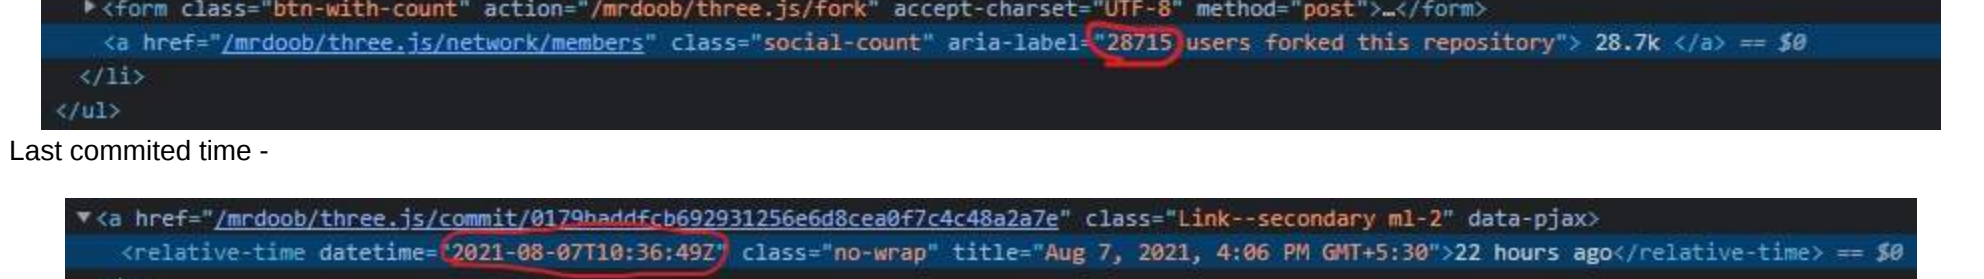 ▶<form class="btn-with-count" action="/mrdoob/three.js/fork" accept-charset="UTF-8" method="post">…</form>
<a href="/mrdoob/three.js/network/members" class="social-count" aria-label="28715 users forked this repository"> 28.7k </a> == $0
</li>
</ul>
Last commited time -
▼<a href="/mrdoob/three.js/commit/0179baddfcb692931256e6d8cea0f7c4c48a2a7e" class="Link--secondary ml-2" data-pjax>
<relative-time datetime="2021-08-07T10:36:49Z" class="no-wrap" title="Aug 7, 2021, 4:06 PM GMT+5:30">22 hours ago</relative-time> == $0